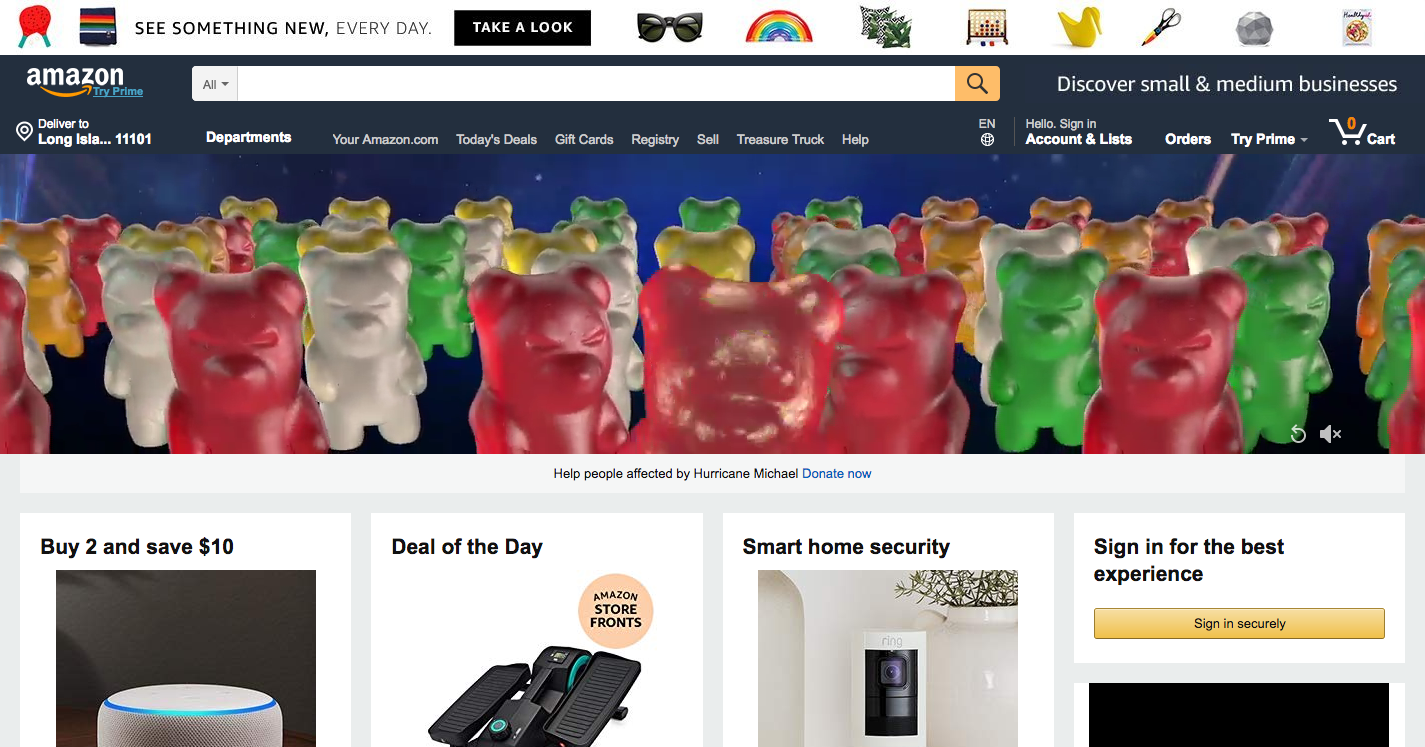 SEE SOMETHING NEW, EVERY DAY.
TAKE A LOOK
Healthyish
amazon
Try Prime
All
Discover small & medium businesses
Deliver to
Long Isla... 11101
Departments
Your Amazon.com
Today's Deals
Gift Cards
Registry
Sell
Treasure Truck
Help
EN
Hello. Sign in
Account & Lists
Orders
Try Prime
0
Cart
Help people affected by Hurricane Michael Donate now
Buy 2 and save $10
Deal of the Day
AMAZON
STORE
FRONTS
Smart home security
ring
Sign in for the best
experience
Sign in securely